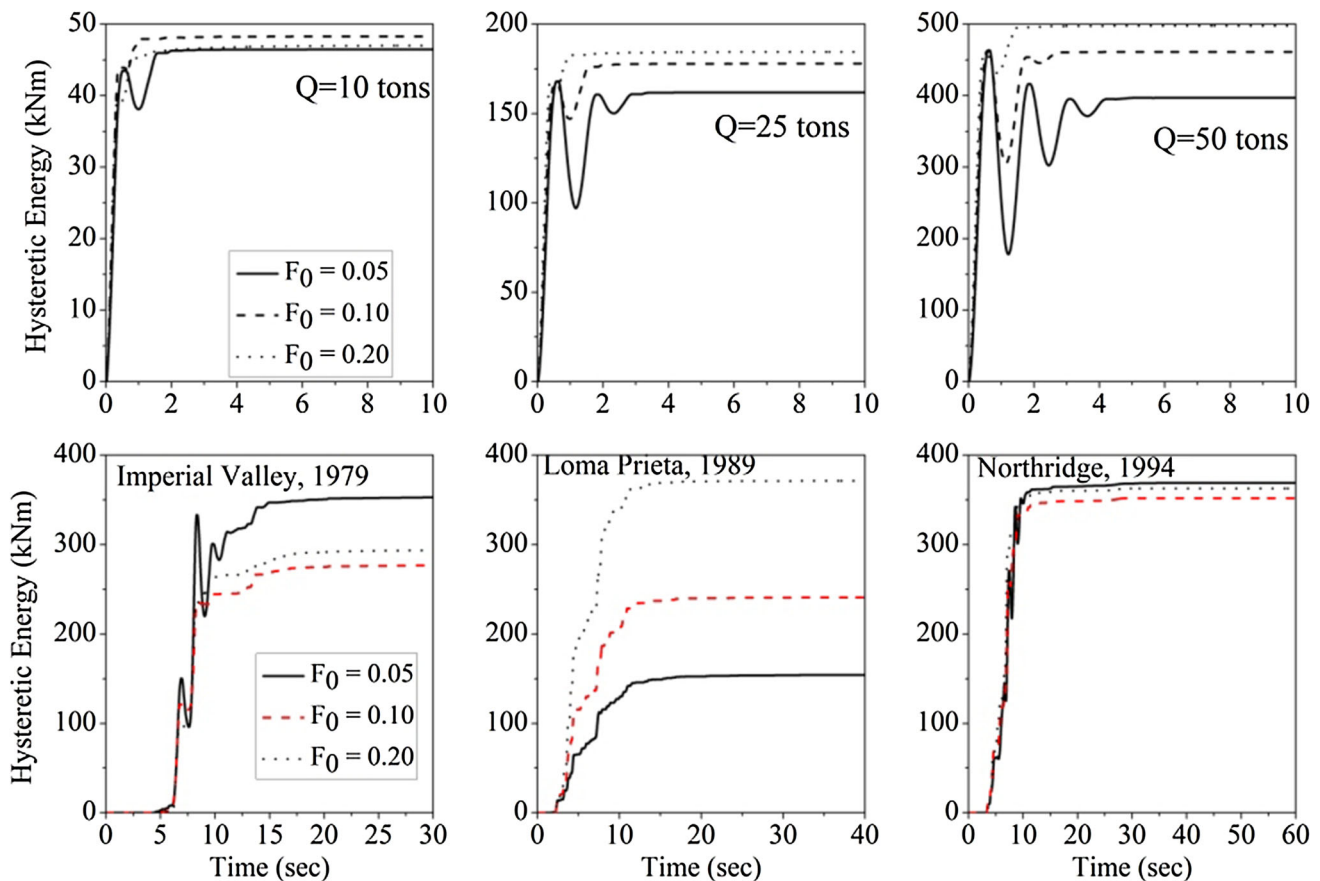 50
40
30
20
10
0
Hysteretic Energy (kNm)
Q=10 tons
F0 = 0.05
F0 = 0.10
F0 = 0.20
0 2 4 6 8 10
200
150
100
50
0
Q=25 tons
0 2 4 6 8 10
500
400
300
200
100
0
Q=50 tons
0 2 4 6 8 10
400
300
200
100
0
Hysteretic Energy (kNm)
Imperial Valley, 1979
F0 = 0.05
F0 = 0.10
F0 = 0.20
0 5 10 15 20 25 30
Time (sec)
400
300
200
100
0
Loma Prieta, 1989
0 10 20 30 40
Time (sec)
400
300
200
100
0
Northridge, 1994
0 10 20 30 40 50 60
Time (sec)